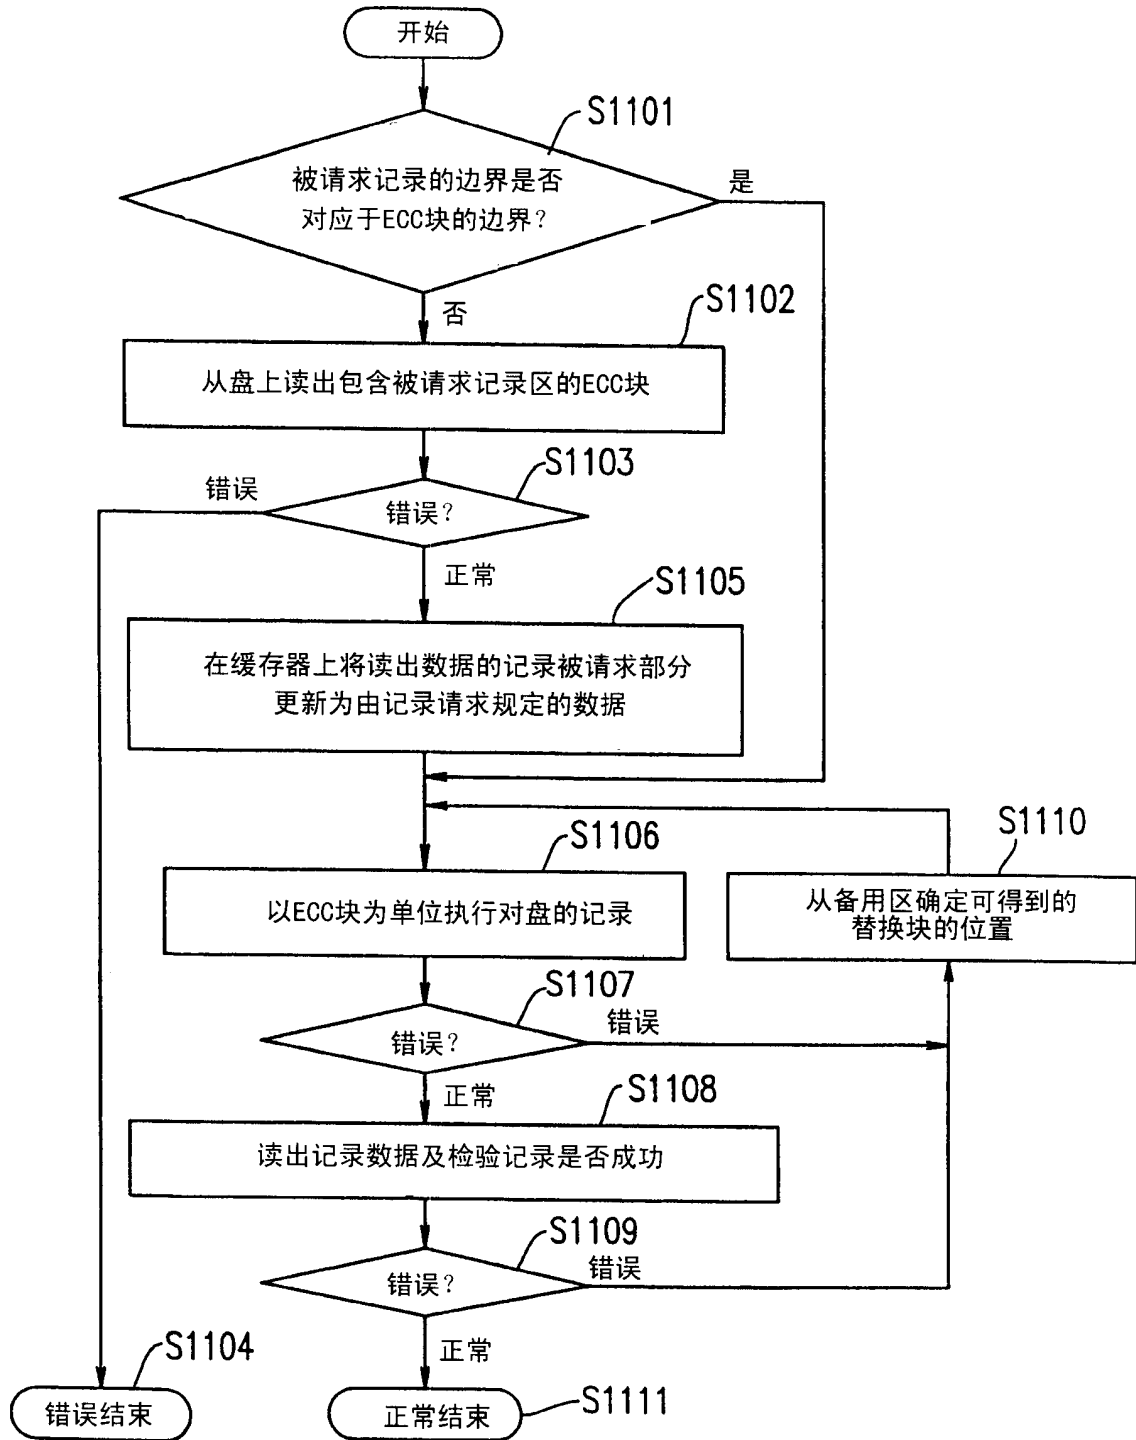 开始
S1101
被请求记录的边界是否
对应于ECC块的边界？
是
否
S1102
从盘上读出包含被请求记录区的ECC块
S1103
错误
错误？
正常
S1105
在缓存器上将读出数据的记录被请求部分
更新为由记录请求规定的数据
S1106
S1110
以ECC块为单位执行对盘的记录
从备用区确定可得到的
替换块的位置
S1107
错误？
错误
正常
S1108
读出记录数据及检验记录是否成功
S1109
错误？
错误
正常
S1104
错误结束
正常结束
S1111